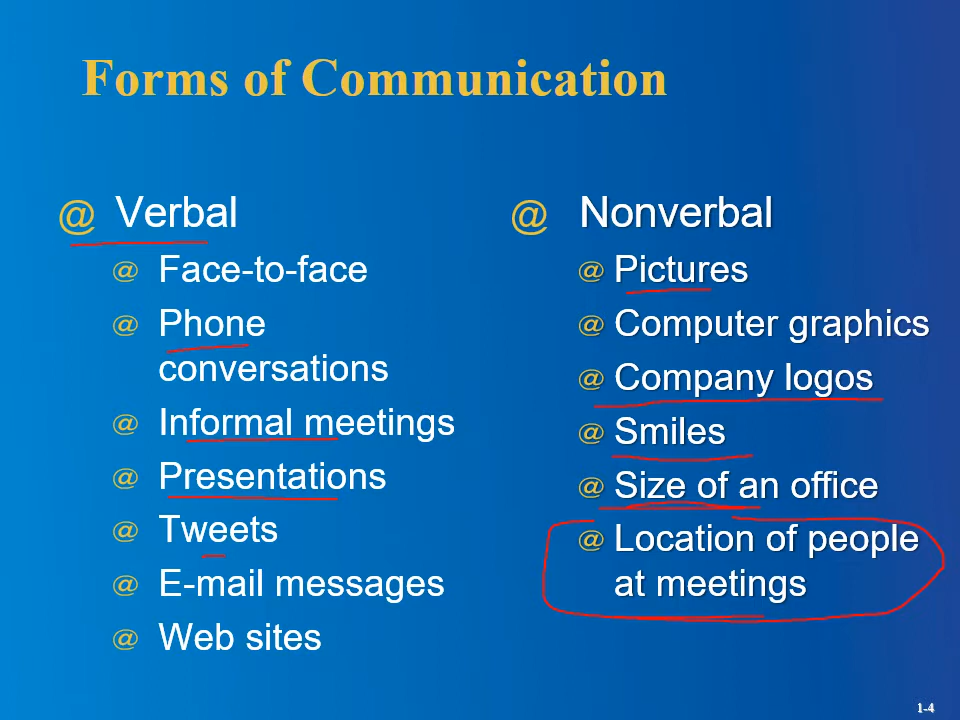 Forms of Communication
@ Verbal
@ Face-to-face
@ Phone
conversations
@ Informal meetings
@ Presentations
@ Tweets
@ E-mail messages
@ Web sites
@ Nonverbal
@ Pictures
@ Computer graphics
@ Company logos
@ Smiles
@ Size of an office
@ Location of people
at meetings
1-4